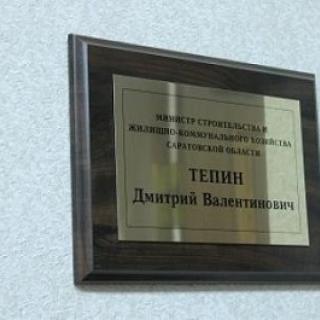 МИНИСТР СТРОИТЕЛЬСТВА И
ЖИЛИЩНО-КОММУНАЛЬНОГО ХОЗЯЙСТВА
САРАТОВСКОЙ ОБЛАСТИ
ТЕПИН
Дмитрий Валентинович